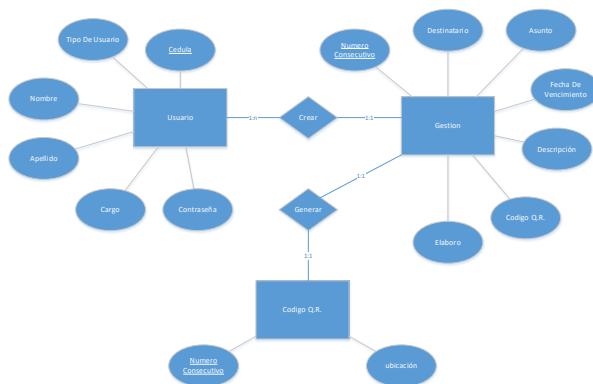 Tipo De Usuario
Cedula
Nombre
Usuario
Apellido
Cargo
Contraseña
1:n
Crear
1:1
Numero
Consecutivo
Destinatario
Asunto
Fecha De
Vencimiento
Gestion
Descripción
Codigo Q.R.
Elaboro
1:1
Generar
1:1
Codigo Q.R.
Numero
Consecutivo
ubicación